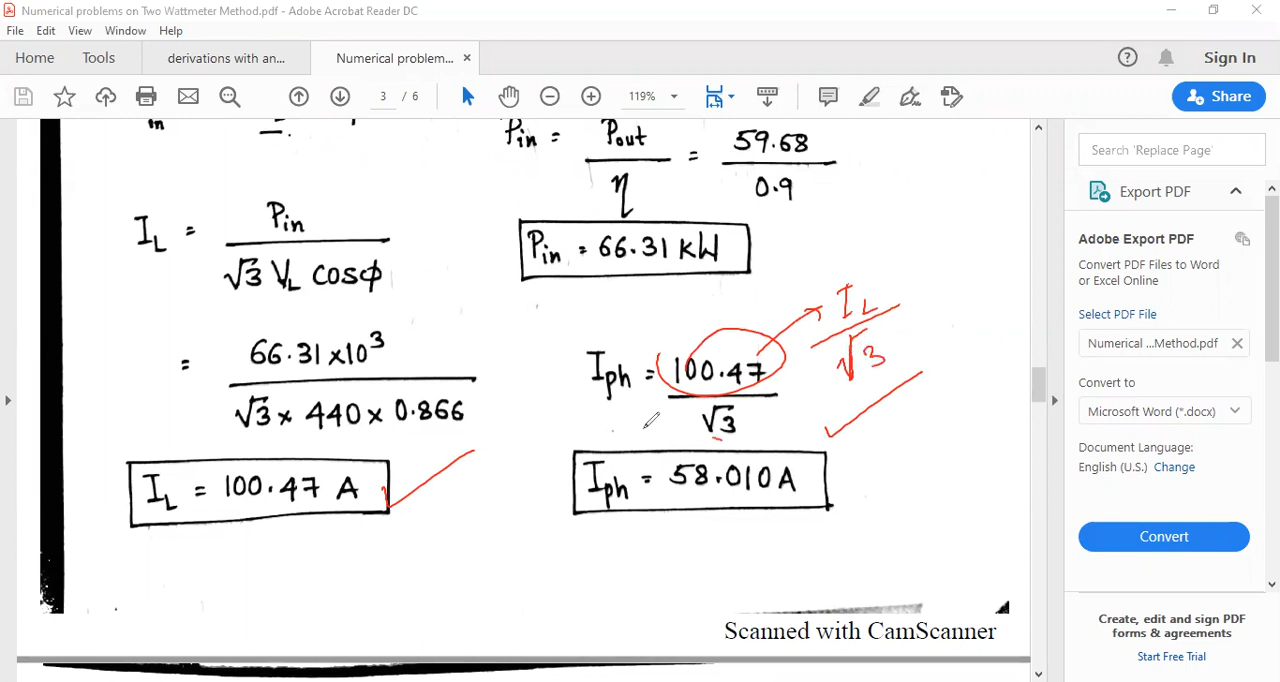 Numerical problems on Two Wattmeter Method.pdf - Adobe Acrobat Reader DC
File Edit View Window Help
Home Tools derivations with an... Numerical problem... ×
Sign In
3 / 6 119% Share
in
Pin = Pout / η = 59.68 / 0.9
Pin = 66.31 KW
IL = Pin / √3 VL cosϕ
= 66.31 ×10³ / √3 × 440 × 0.866
IL = 100.47 A
Iph = 100.47 / √3
IL / √3
Iph = 58.010 A
Scanned with CamScanner
Search 'Replace Page'
Export PDF
Adobe Export PDF
Convert PDF Files to Word
or Excel Online
Select PDF File
Numerical ...Method.pdf
Convert to
Microsoft Word (*.docx)
Document Language:
English (U.S.) Change
Convert
Create, edit and sign PDF
forms & agreements
Start Free Trial